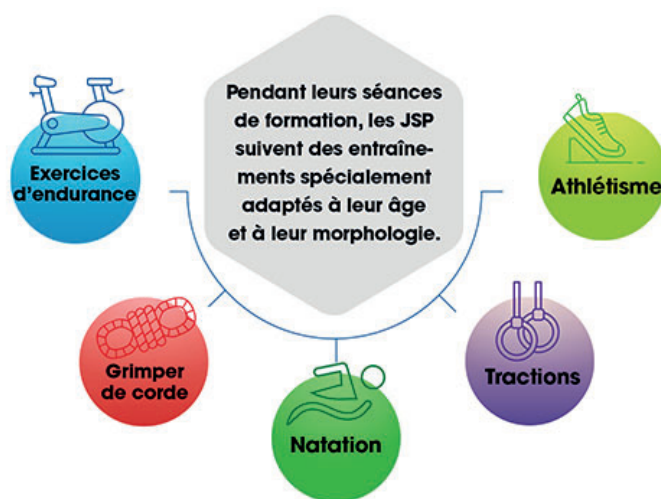 Pendant leurs séances
de formation, les JSP
suivent des entraîne-
ments spécialement
adaptés à leur âge
et à leur morphologie.
Exercices
d'endurance
Grimper
de corde
Natation
Tractions
Athlétisme